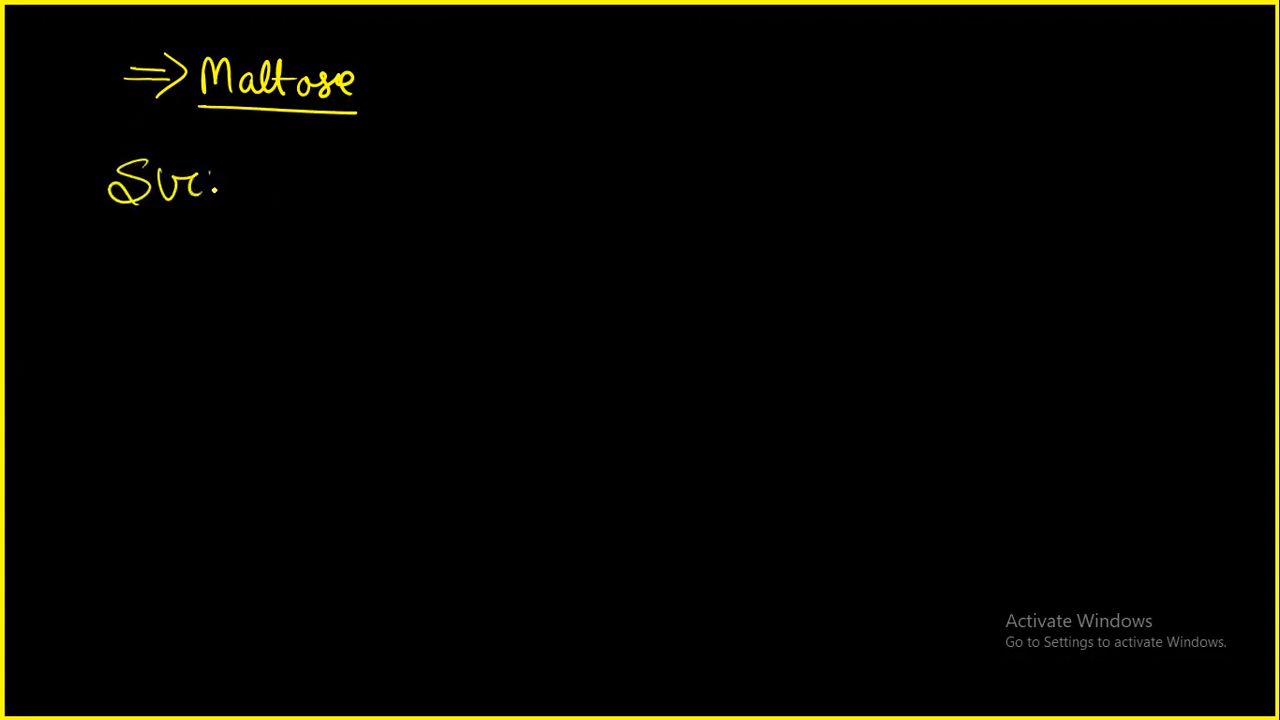 ⇒ Maltose
Svr:
Activate Windows
Go to Settings to activate Windows.